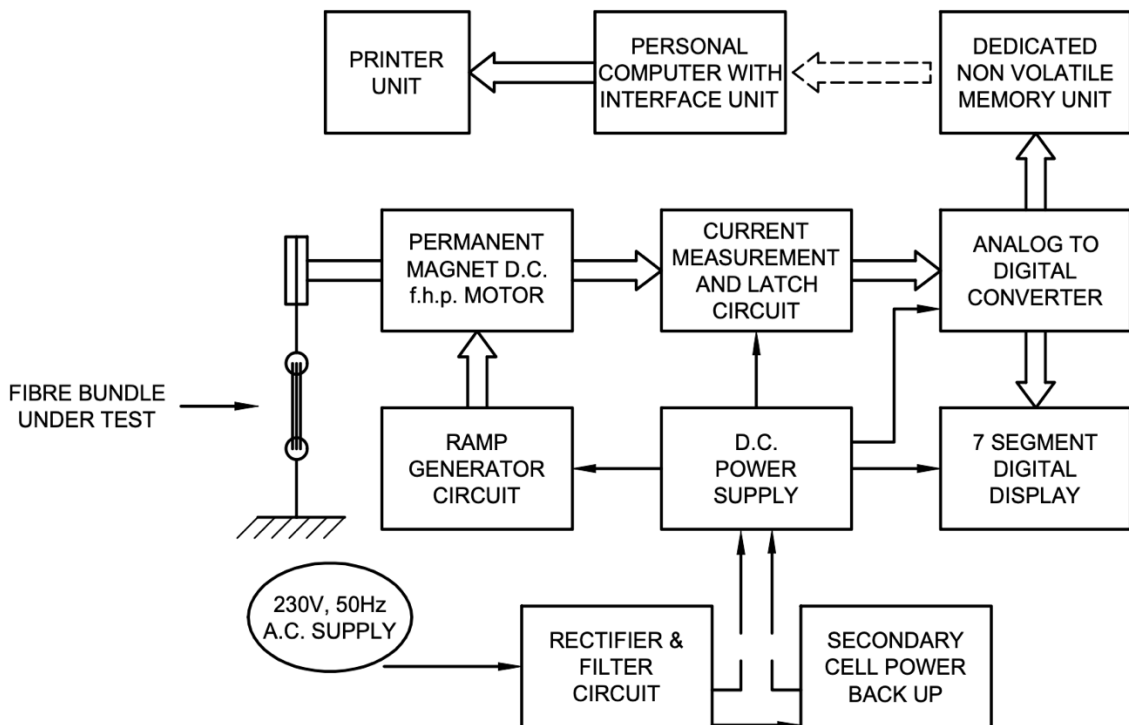 PRINTER
UNIT
PERSONAL
COMPUTER WITH
INTERFACE UNIT
DEDICATED
NON VOLATILE
MEMORY UNIT
PERMANENT
MAGNET D.C.
f.h.p. MOTOR
CURRENT
MEASUREMENT
AND LATCH
CIRCUIT
ANALOG TO
DIGITAL
CONVERTER
FIBRE BUNDLE
UNDER TEST
RAMP
GENERATOR
CIRCUIT
D.C.
POWER
SUPPLY
7 SEGMENT
DIGITAL
DISPLAY
230V, 50Hz
A.C. SUPPLY
RECTIFIER &
FILTER
CIRCUIT
SECONDARY
CELL POWER
BACK UP